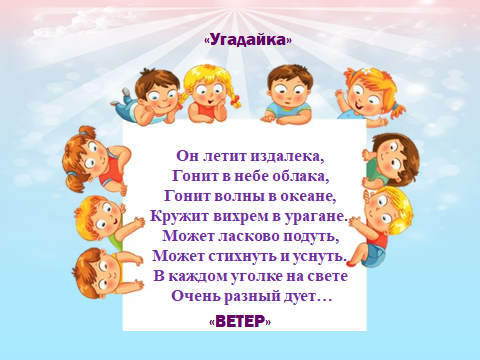 «Угадайка»
Он летит издалека,
Гонит в небе облака,
Гонит волны в океане,
Кружит вихрем в урагане.
Может ласково подуть,
Может стихнуть и уснуть.
В каждом уголке на свете
Очень разный дует…
«ВЕТЕР»